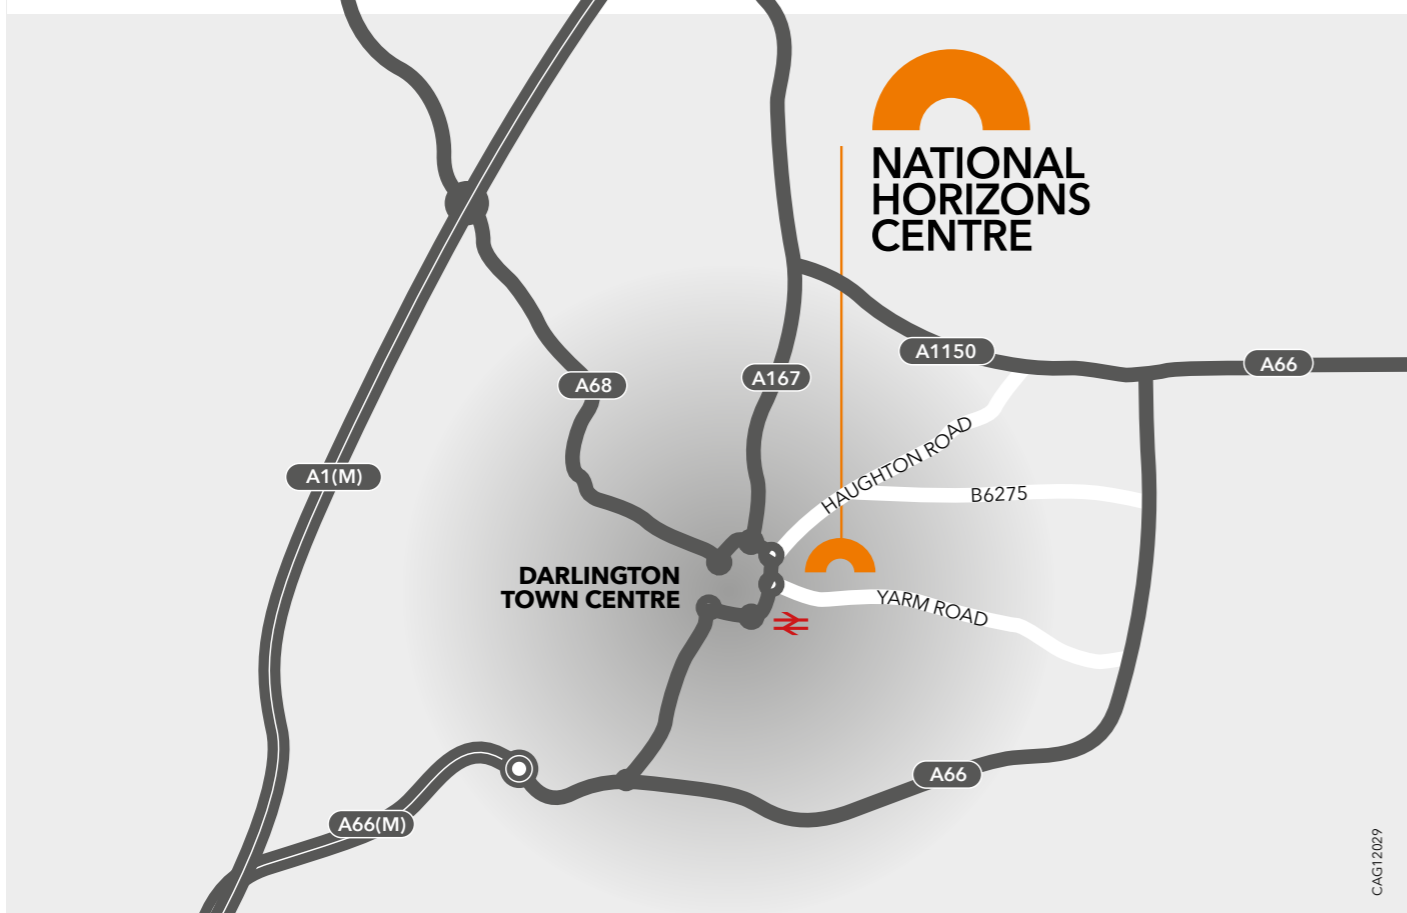 NATIONAL
HORIZONS
CENTRE
A1150
A66
A68
A167
HAUGHTON ROAD
A1(M)
B6275
DARLINGTON
TOWN CENTRE
YARM ROAD
A66
A66(M)
CAG12029